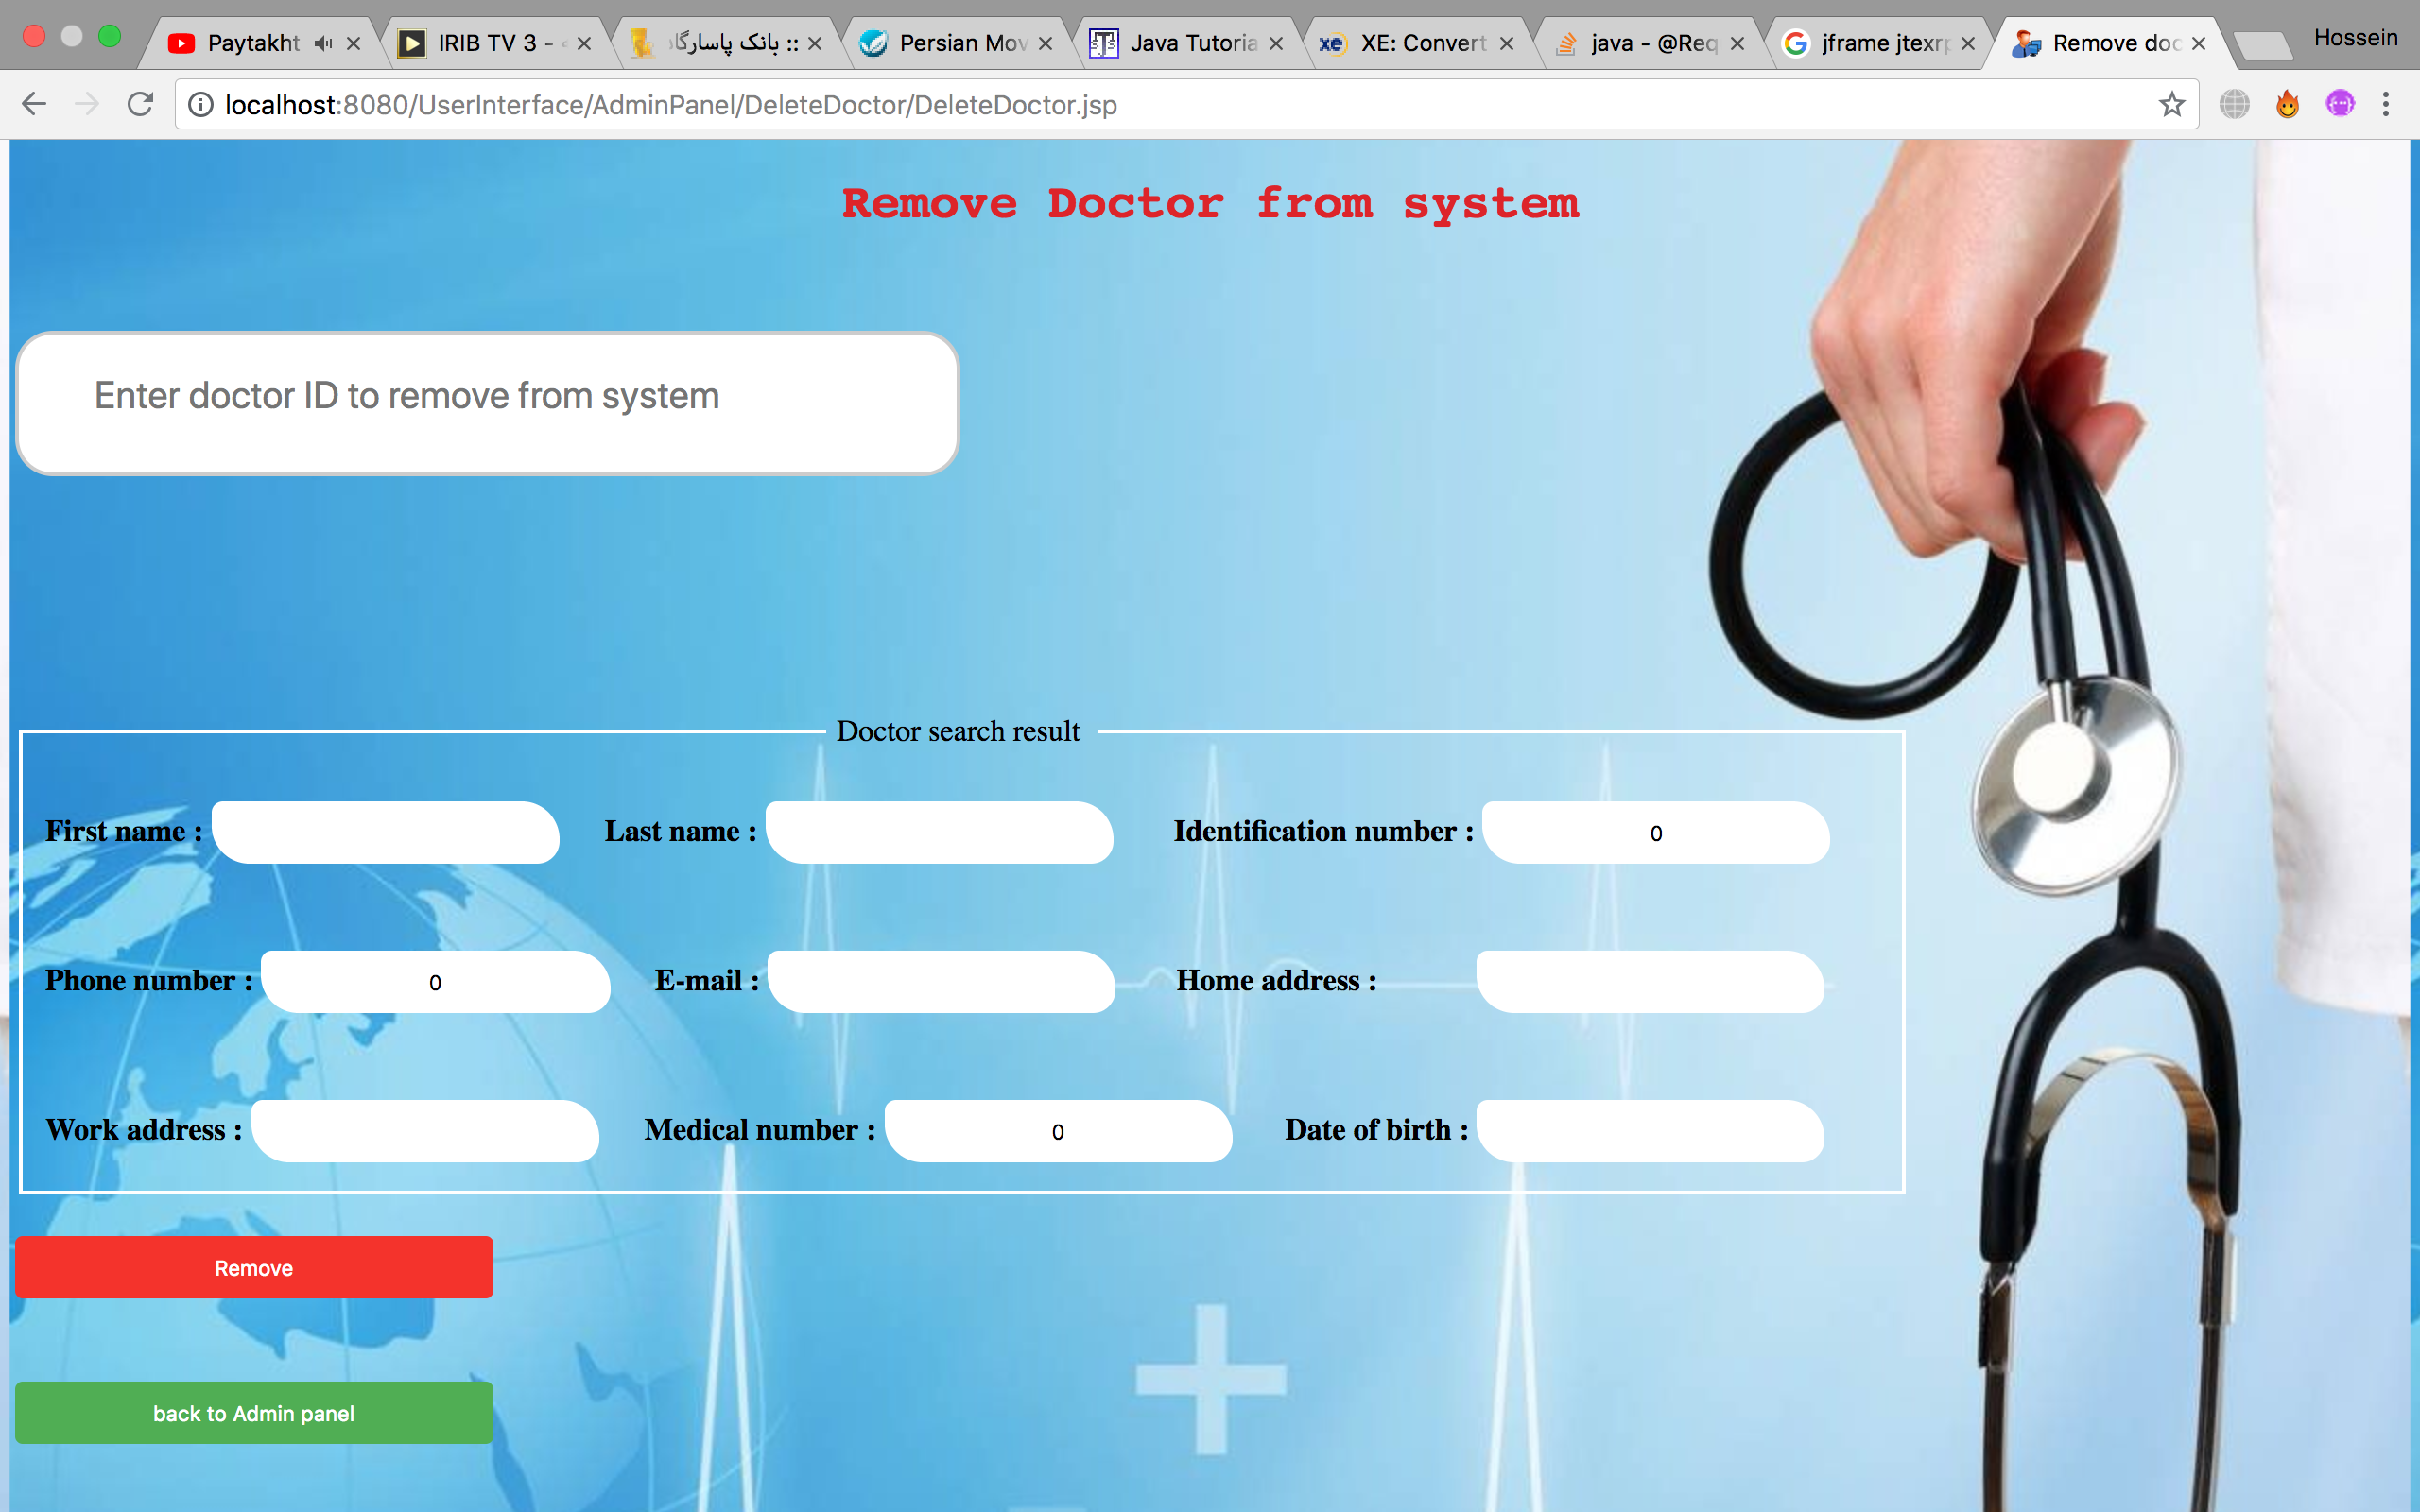 Paytakht
IRIB TV 3 -
بانک پاسارگاد ::
Persian Mov
Java Tutoria
XE: Convert
java - @Req
jframe jtexr
Remove doc
Hossein
localhost:8080/UserInterface/AdminPanel/DeleteDoctor/DeleteDoctor.jsp
Remove Doctor from system
Enter doctor ID to remove from system
Doctor search result
First name : Last name : Identification number : 0
Phone number : 0 E-mail : Home address :
Work address : Medical number : 0 Date of birth :
Remove
back to Admin panel